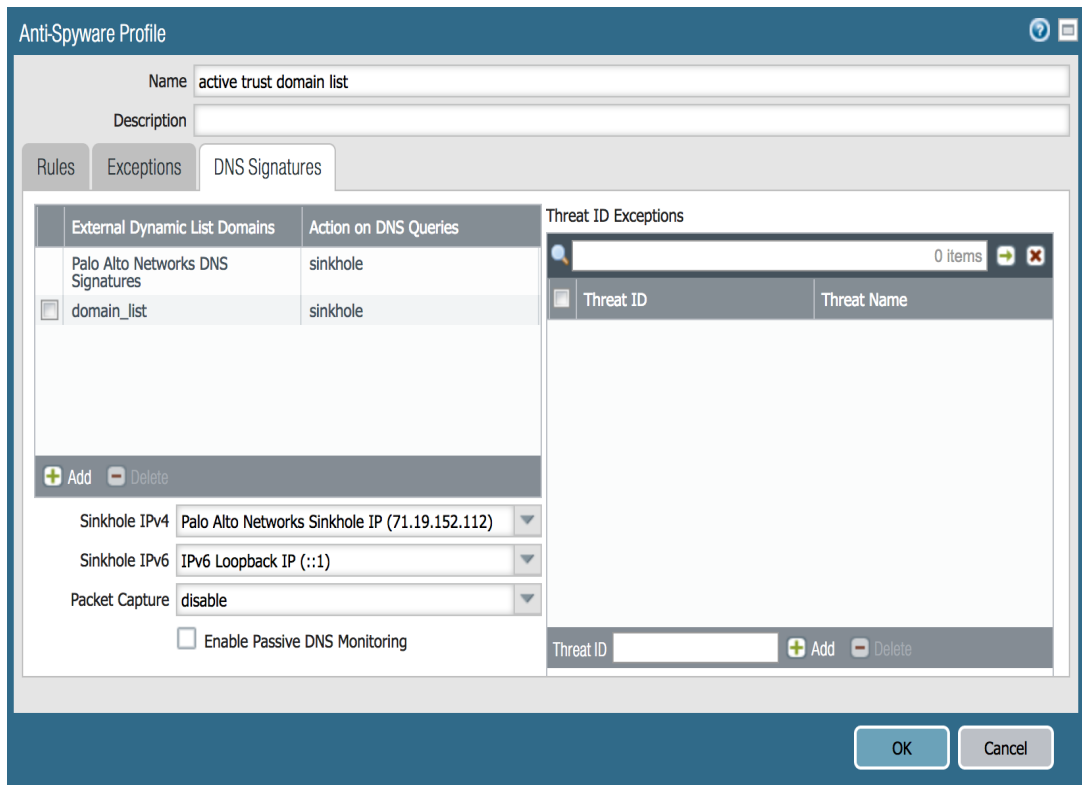 Anti-Spyware Profile
Name active trust domain list
Description
Rules Exceptions DNS Signatures
External Dynamic List Domains Action on DNS Queries
Palo Alto Networks DNS
Signatures
sinkhole
domain_list sinkhole
Add Delete
Sinkhole IPv4 Palo Alto Networks Sinkhole IP (71.19.152.112)
Sinkhole IPv6 IPv6 Loopback IP (::1)
Packet Capture disable
Enable Passive DNS Monitoring
Threat ID Exceptions
0 items
Threat ID Threat Name
Threat ID Add Delete
OK Cancel